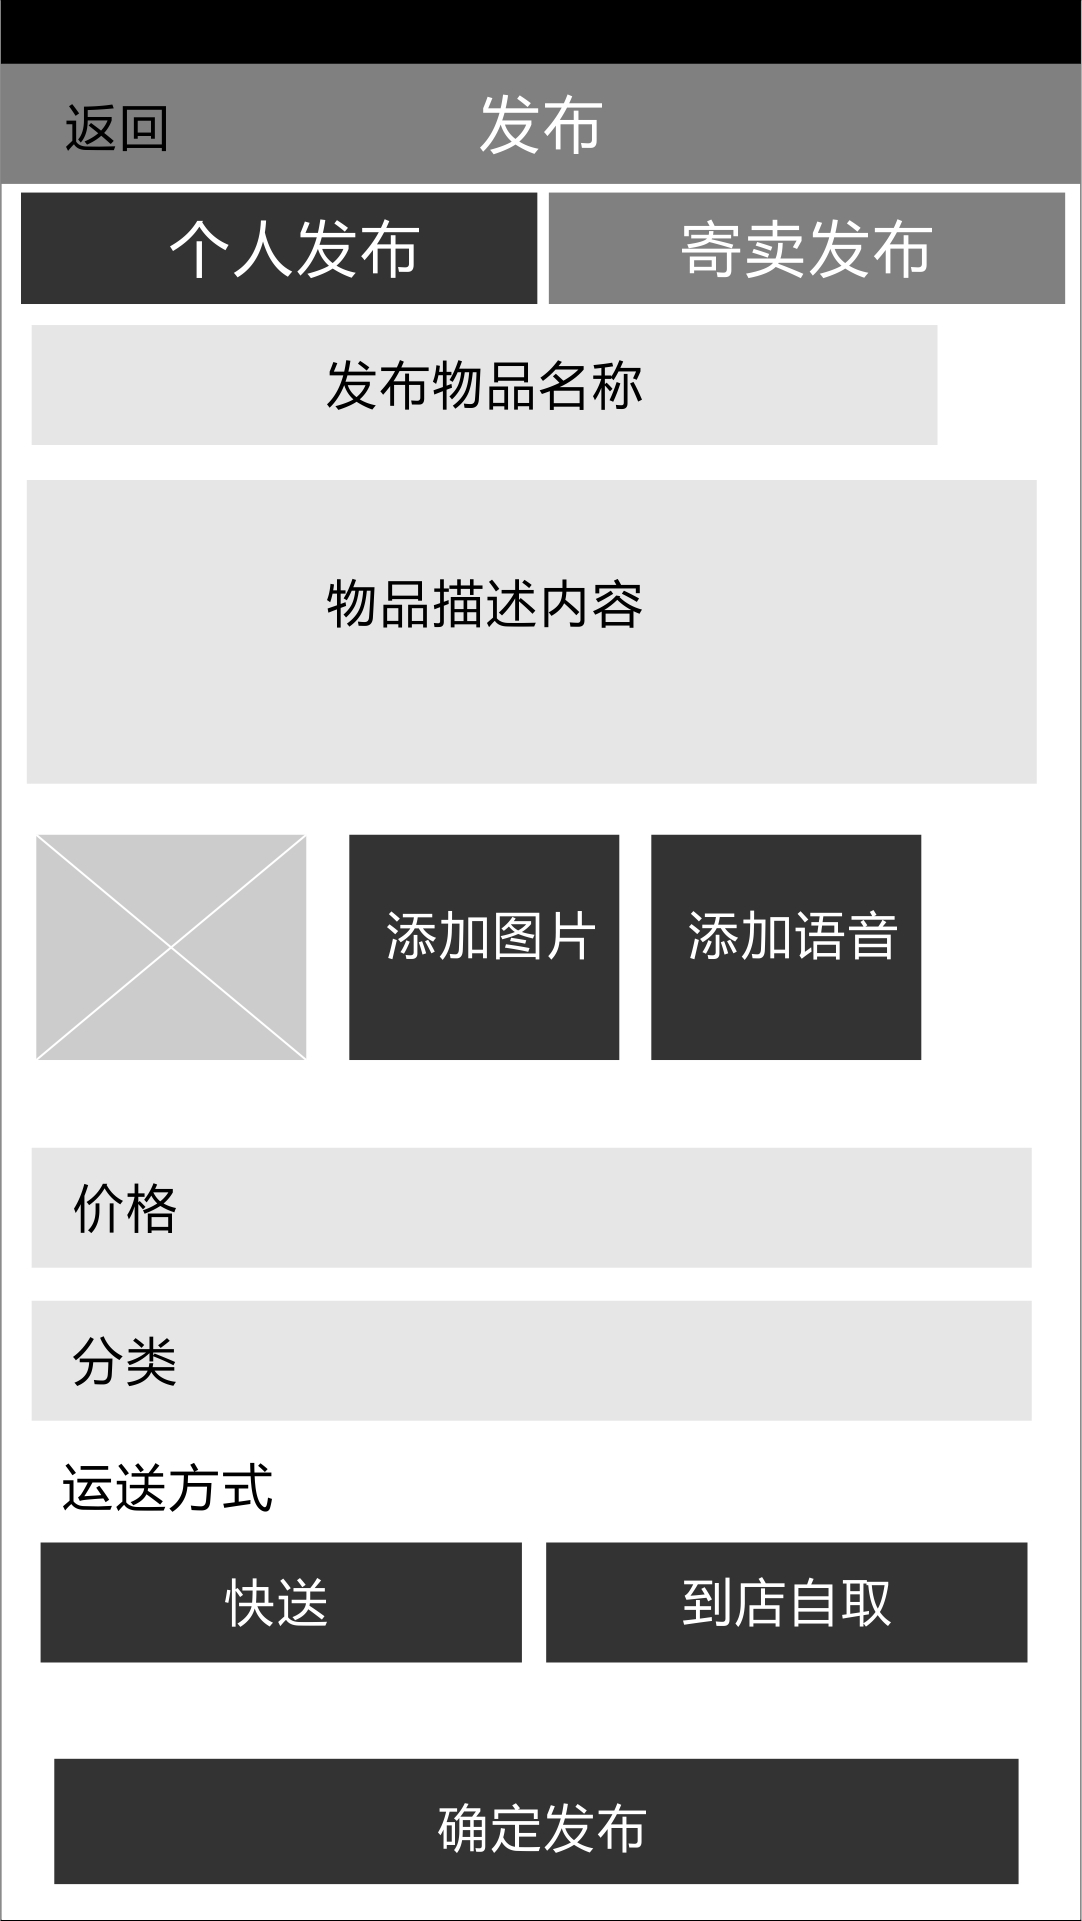 返回 发布
个人发布 寄卖发布
发布物品名称
物品描述内容
添加图片 添加语音
价格
分类
运送方式
快送 到店自取
确定发布